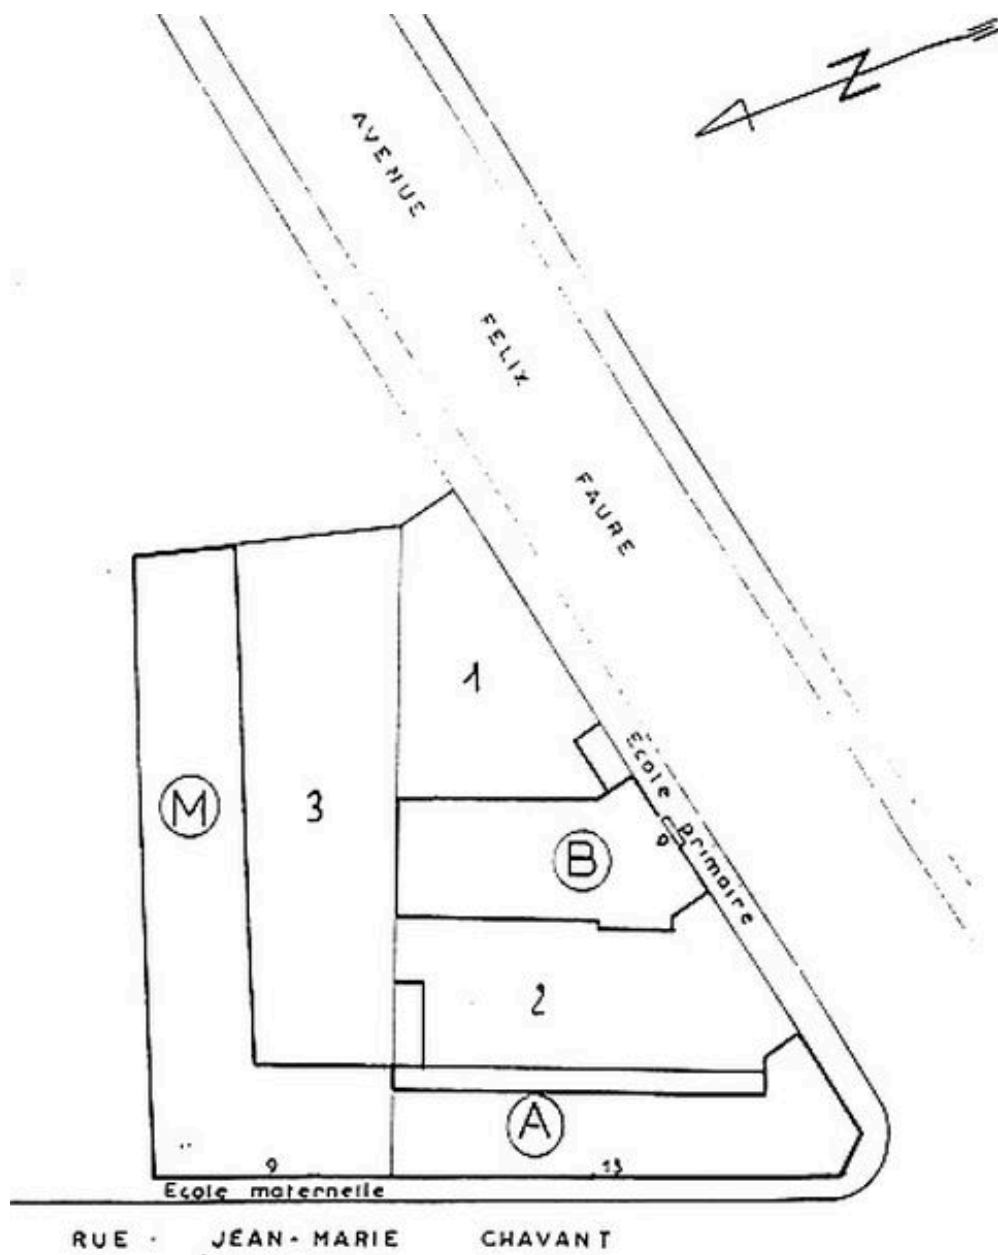 N
AVENUE
FELIX
FAURE
1
Ecole primaire
9
M
3
B
2
A
9
13
Ecole maternelle
RUE - JEAN-MARIE CHAVANT